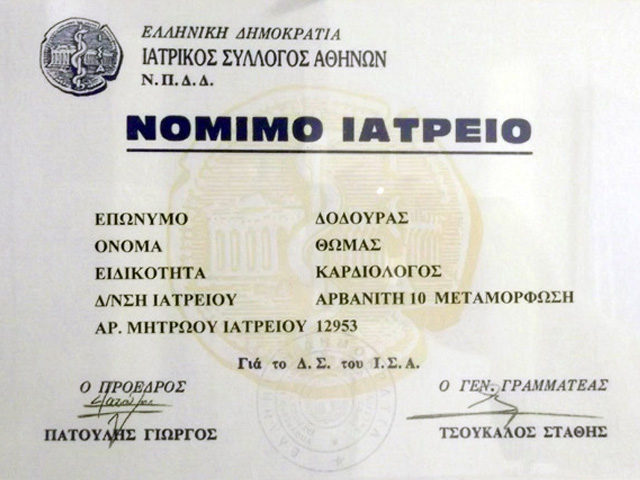 ΕΛΛΗΝΙΚΗ ΔΗΜΟΚΡΑΤΙΑ
ΙΑΤΡΙΚΟΣ ΣΥΛΛΟΓΟΣ ΑΘΗΝΩΝ
Ν.Π.Δ.Δ.
ΝΟΜΙΜΟ ΙΑΤΡΕΙΟ
ΕΠΩΝΥΜΟ ΔΟΔΟΥΡΑΣ
ΟΝΟΜΑ ΘΩΜΑΣ
ΕΙΔΙΚΟΤΗΤΑ ΚΑΡΔΙΟΛΟΓΟΣ
Δ/ΝΣΗ ΙΑΤΡΕΙΟΥ ΑΡΒΑΝΙΤΗ 10 ΜΕΤΑΜΟΡΦΩΣΗ
ΑΡ. ΜΗΤΡΩΟΥ ΙΑΤΡΕΙΟΥ 12953
Γιά το Δ.Σ. του Ι.Σ.Α.
Ο ΠΡΟΕΔΡΟΣ Ο ΓΕΝ. ΓΡΑΜΜΑΤΕΑΣ
ΠΑΤΟΥΛΗΣ ΓΙΩΡΓΟΣ ΤΣΟΥΚΑΛΟΣ ΣΤΑΘΗΣ